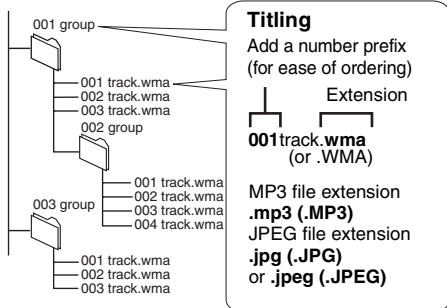 001 group
001 track.wma
002 track.wma
003 track.wma
002 group
001 track.wma
002 track.wma
003 track.wma
004 track.wma
003 group
001 track.wma
002 track.wma
003 track.wma
Titling
Add a number prefix
(for ease of ordering)
Extension
001track.wma
(or .WMA)
MP3 file extension
.mp3 (.MP3)
JPEG file extension
.jpg (.JPG)
or .jpeg (.JPEG)